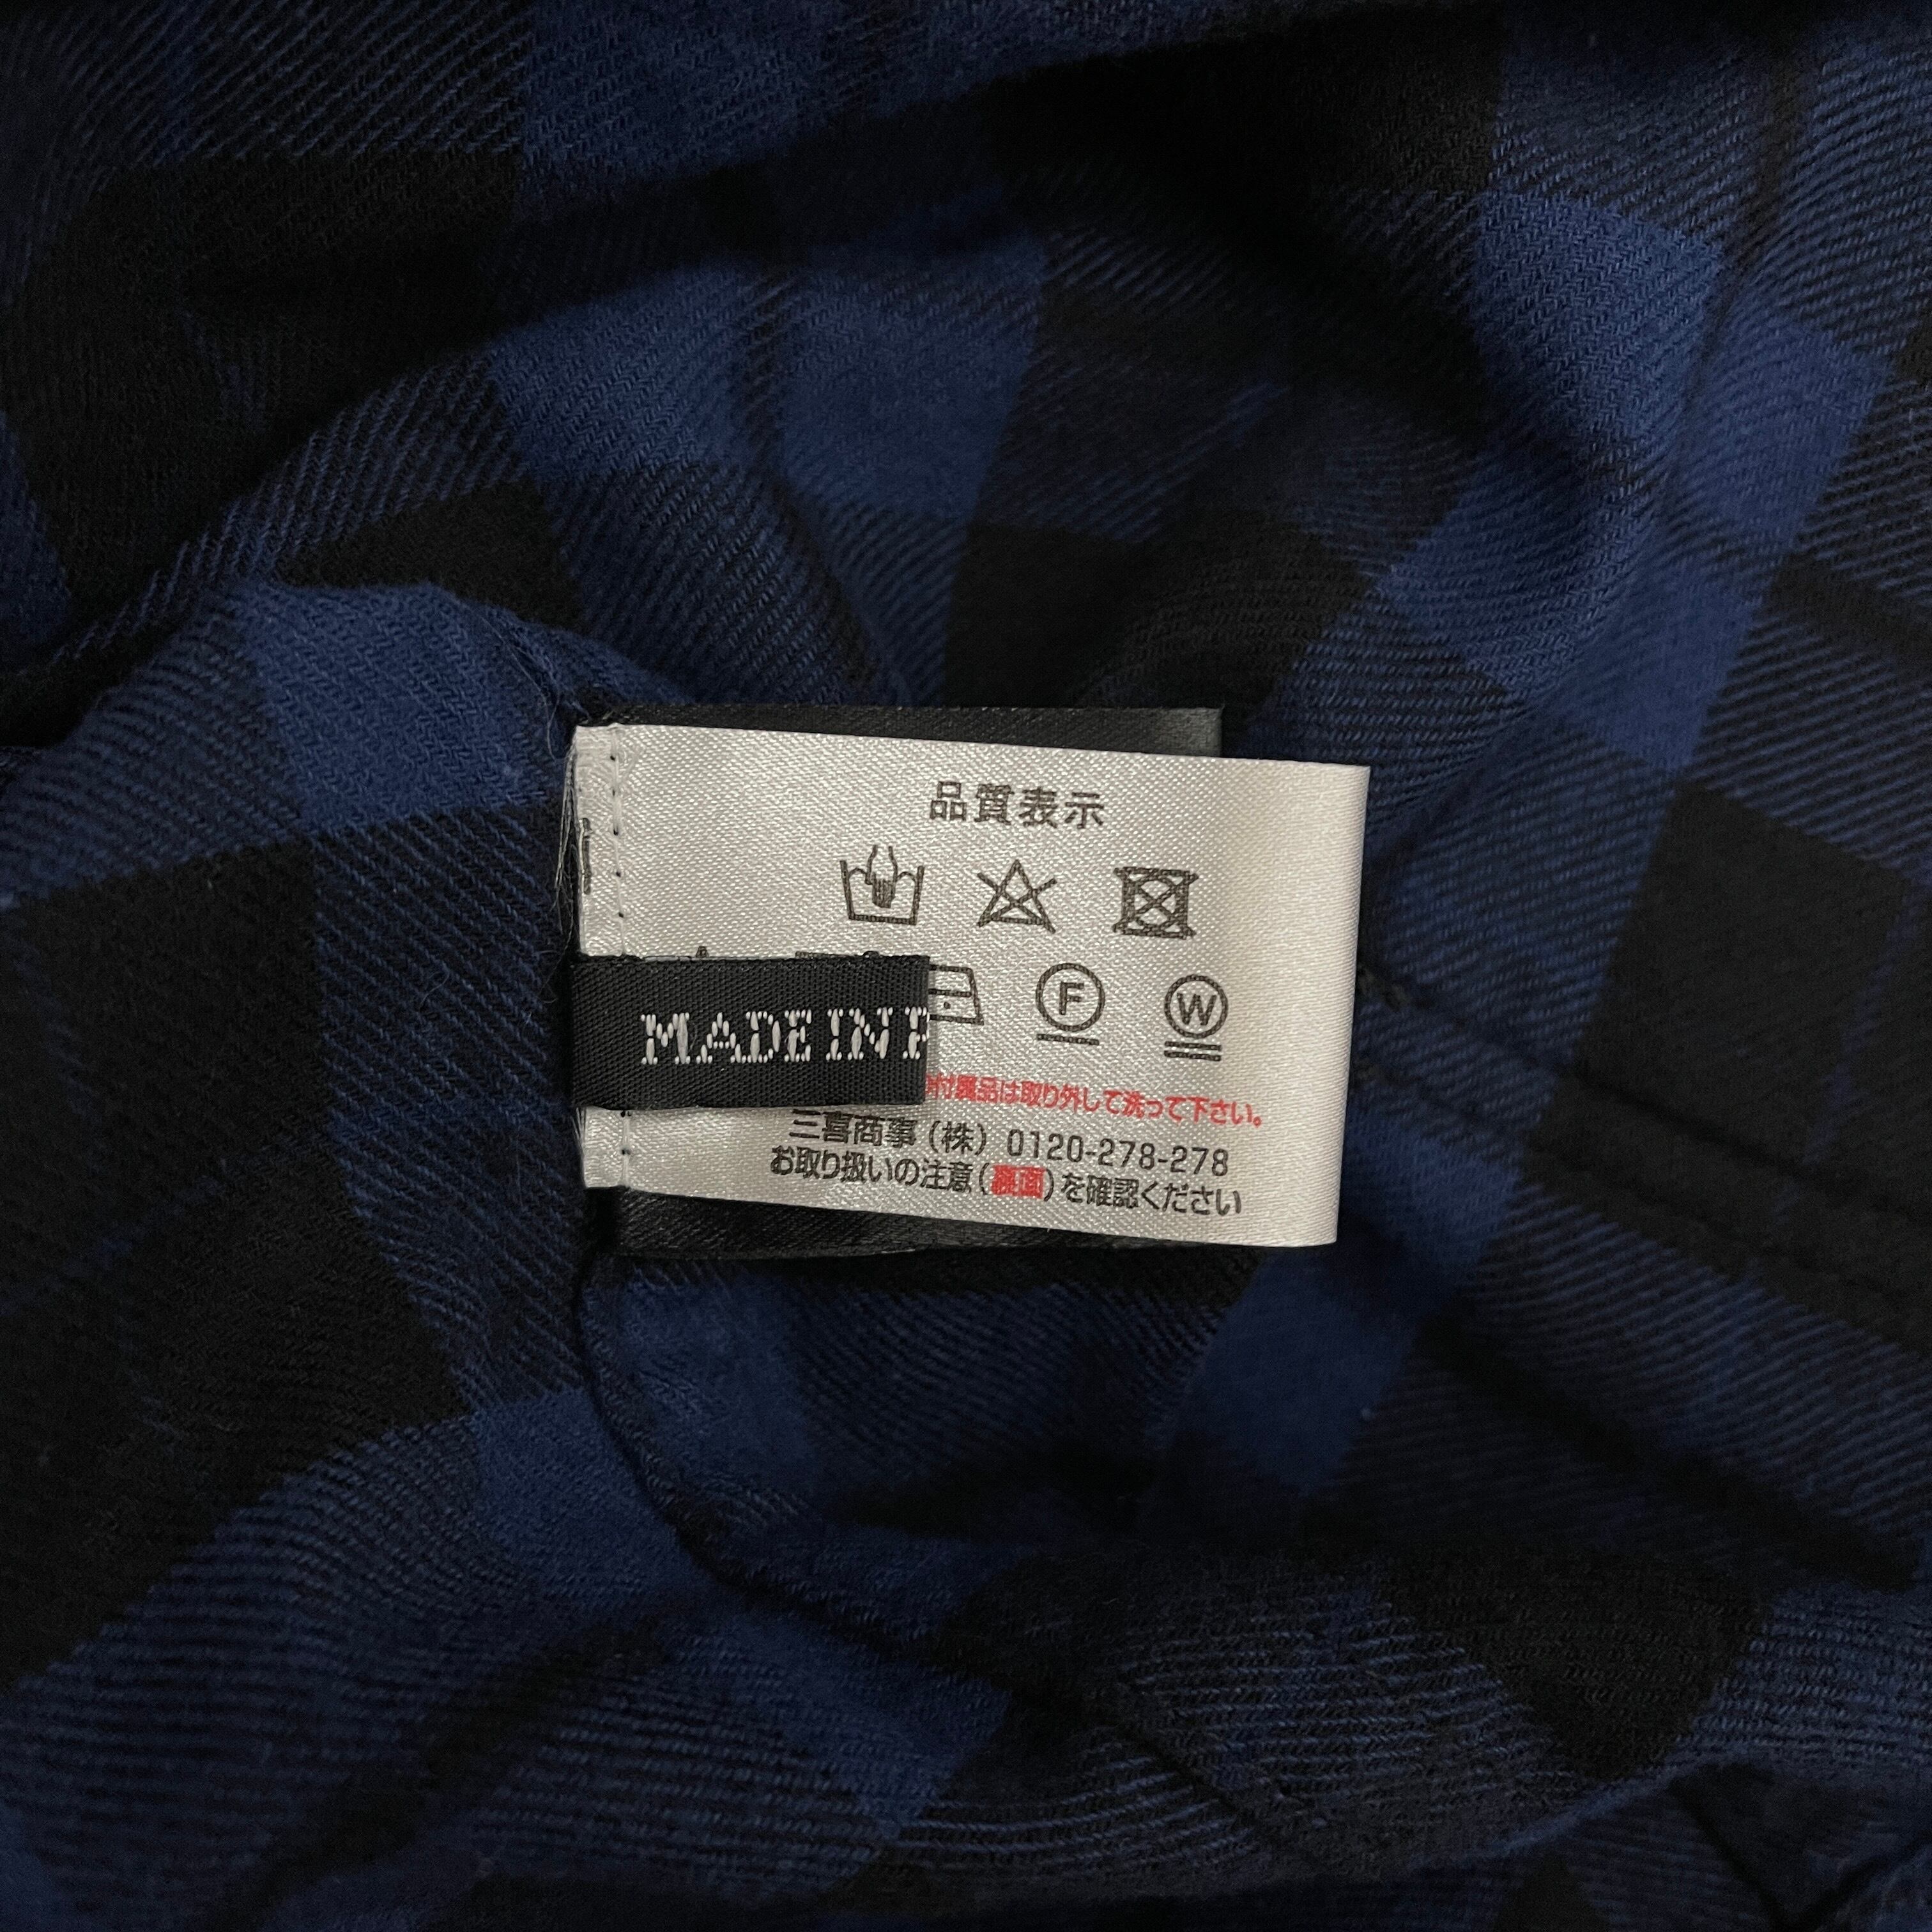 品質表示
F W
MADE IN
付属品は取り外して洗って下さい。
三喜商事(株) 0120-278-278
お取り扱いの注意(裏面)を確認ください